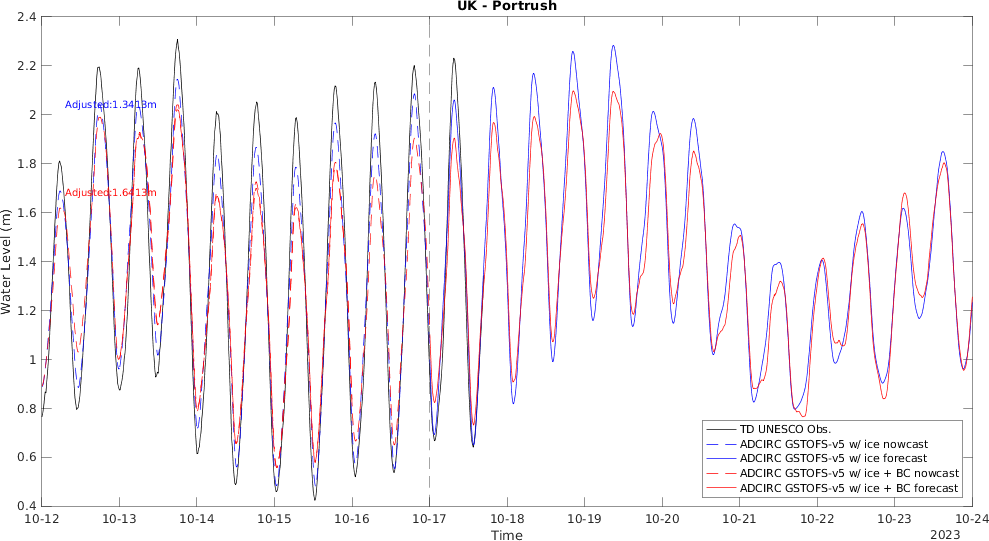 UK - Portrush
2.4
2.2
2
1.8
1.6
1.4
1.2
1
0.8
0.6
0.4
Water Level (m)
Adjusted:1.3413m
Adjusted:1.6413m
TD UNESCO Obs.
ADCIRC GSTOFS-v5 w/ ice nowcast
ADCIRC GSTOFS-v5 w/ ice forecast
ADCIRC GSTOFS-v5 w/ ice + BC nowcast
ADCIRC GSTOFS-v5 w/ ice + BC forecast
10-12 10-13 10-14 10-15 10-16 10-17 10-18 10-19 10-20 10-21 10-22 10-23 10-24
Time
2023